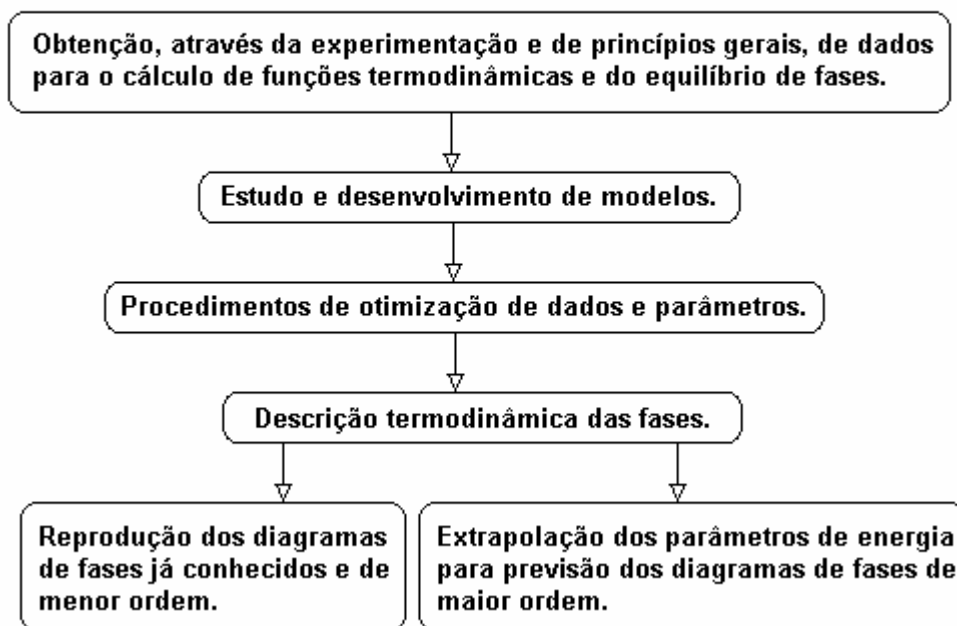 Obtenção, através da experimentação e de princípios gerais, de dados
para o cálculo de funções termodinâmicas e do equilíbrio de fases.
Estudo e desenvolvimento de modelos.
Procedimentos de otimização de dados e parâmetros.
Descrição termodinâmica das fases.
Reprodução dos diagramas
de fases já conhecidos e de
menor ordem.
Extrapolação dos parâmetros de energia
para previsão dos diagramas de fases de
maior ordem.